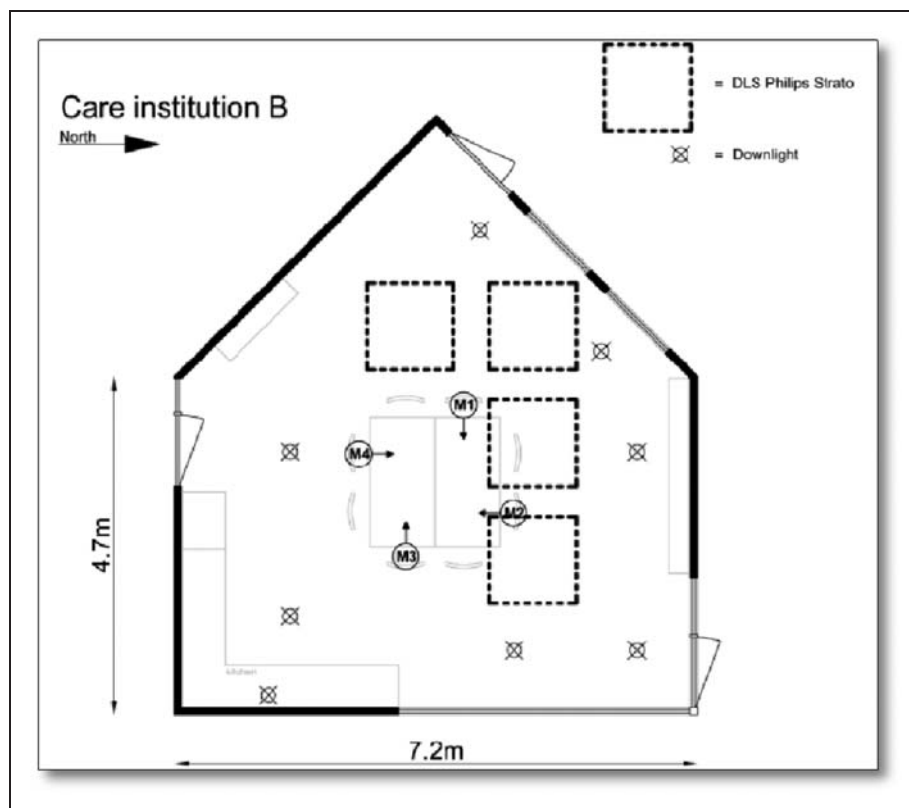 = DLS Philips Strato
Care institution B
North
= Downlight
M1
M4
M2
M3
4.7m
kitchen
7.2m